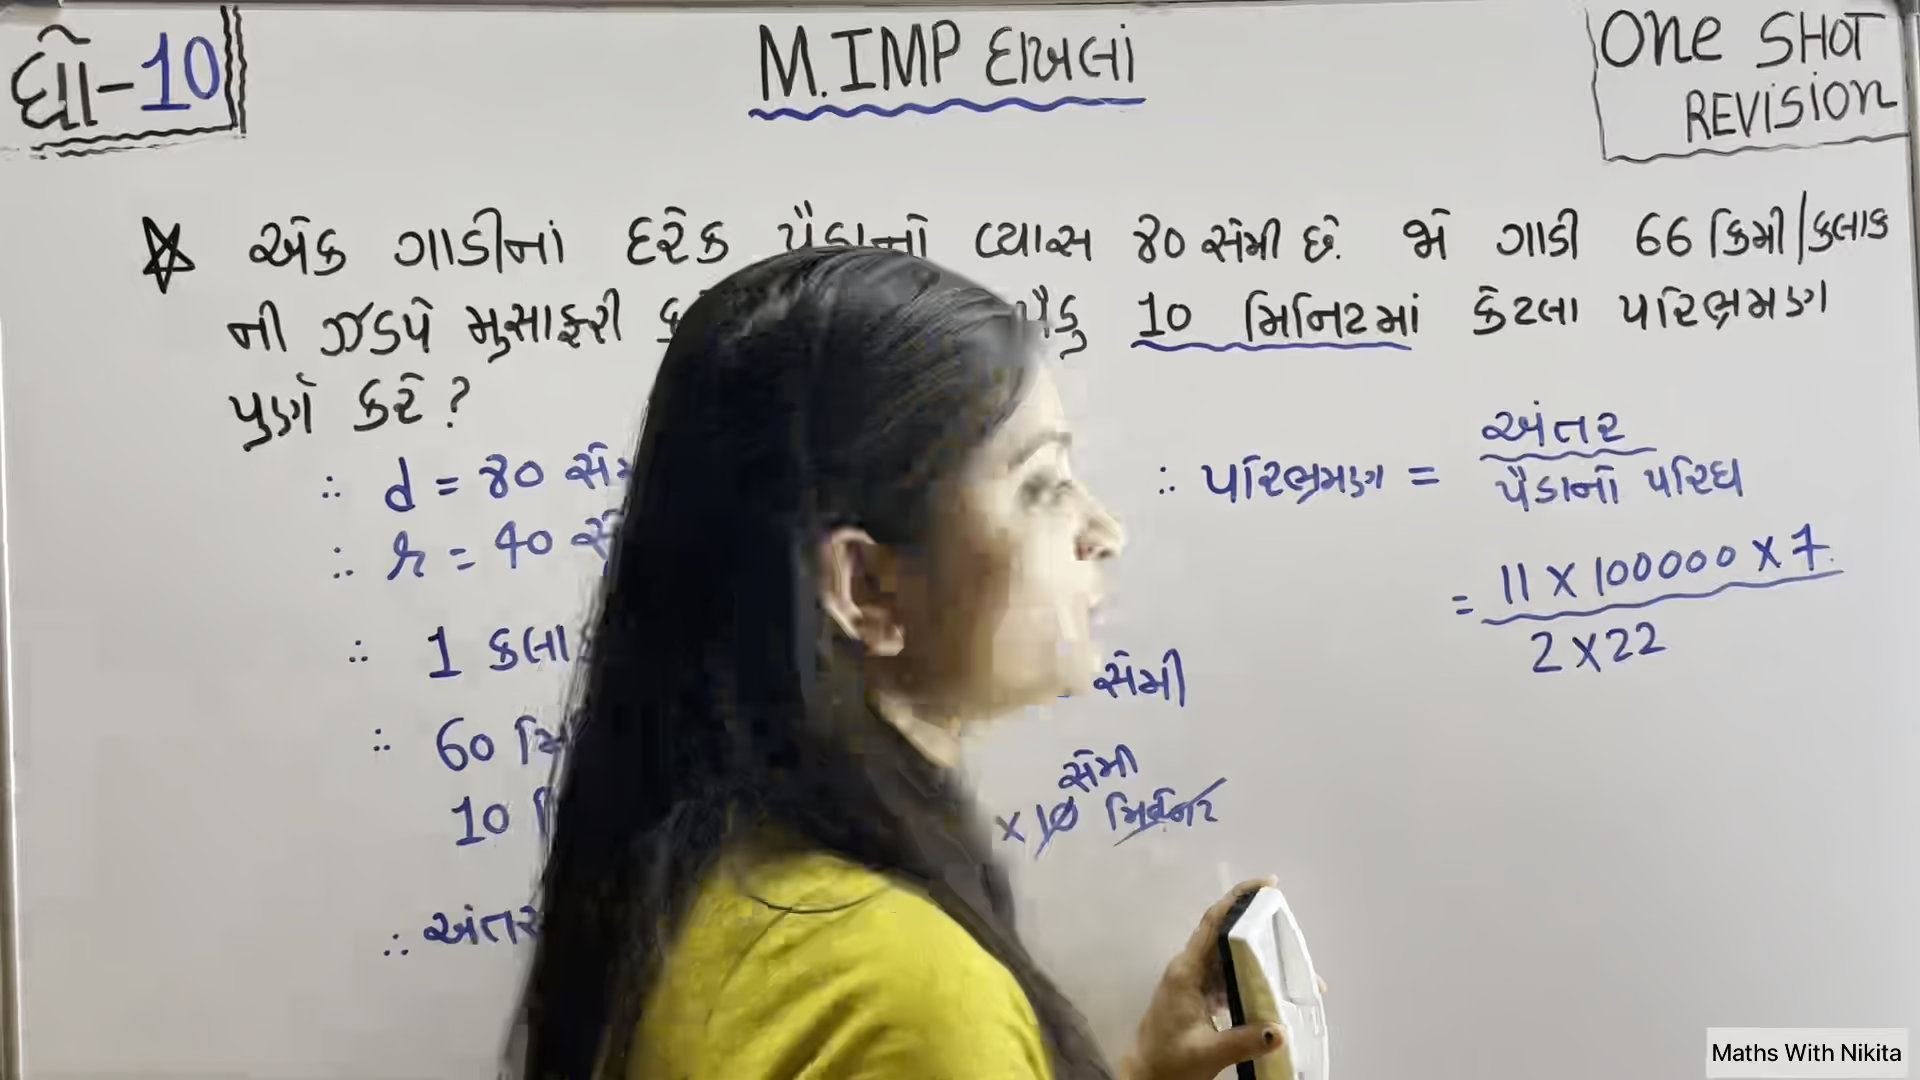 ધો-10
M.IMP દાખલાં
One SHOT
REVISION
એક ગાડીનાં દરેક પૈડાનો વ્યાસ 80 સેમી છે. જો ગાડી 66 કિમી/કલાક
ની ઝડપે મુસાફરી 10 મિનિટમાં કેટલા પરિભ્રમણ
પુર્ણ કરે?
∴ d = 80
∴ r = 40
∴ 1
∴ 60
10
સેમી
સેમી
x 10 મિનિટ
∴ અંતર
∴ પરિભ્રમણ = અંતર
પૈડાનો પરિઘ
= 11 x 100000 x 7
2 x 22
Maths With Nikita